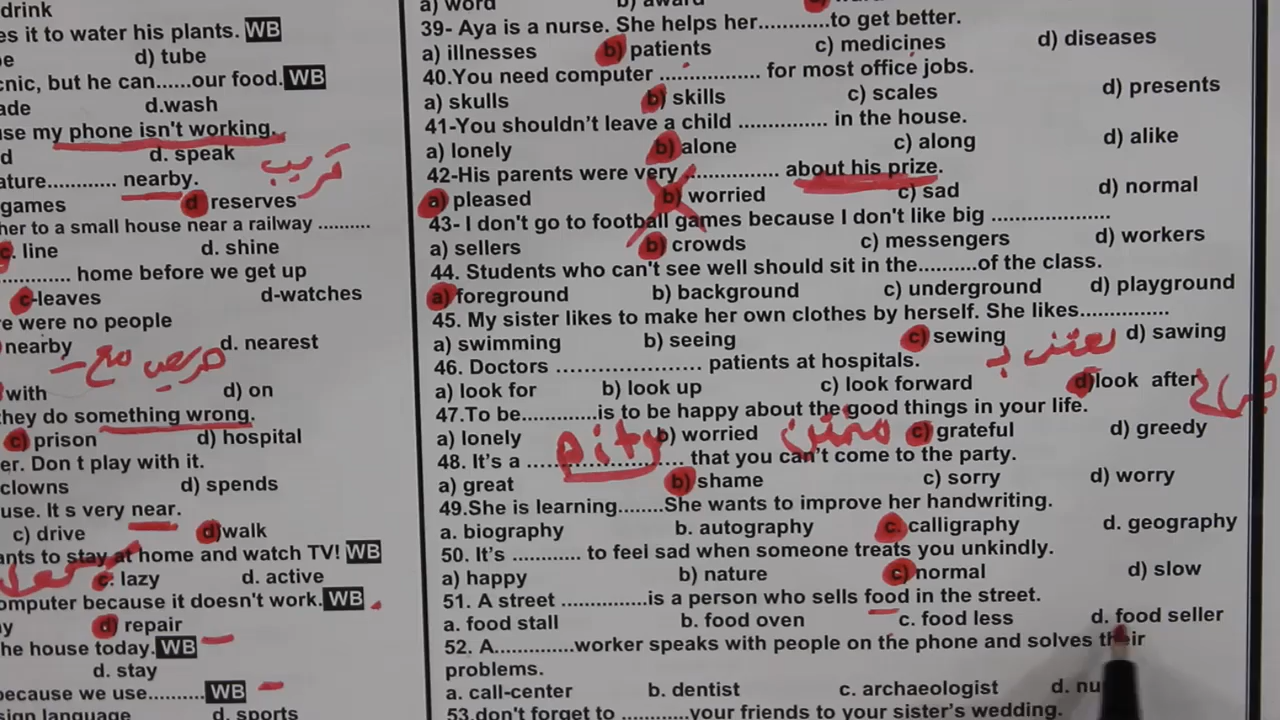 drink
es it to water his plants. WB
d) tube
cnic, but he can......our food. WB
ade d.wash
use my phone isn't working.
d d. speak قريب
ature............ nearby.
games d reserves
her to a small house near a railway ..........
c. line d. shine
............ home before we get up
c-leaves d-watches
re were no people
nearby d. nearest
حريص مع
with d) on
they do something wrong.
c) prison d) hospital
er. Don t play with it.
clowns d) spends
use. It s very near.
c) drive d)walk
ants to stay at home and watch TV! WB
c. lazy d. active
omputer because it doesn't work. WB
ay d) repair
he house today. WB
d. stay
because we use.......... WB
sign language d. sports
a) word b) award
39- Aya is a nurse. She helps her............to get better.
a) illnesses b) patients c) medicines d) diseases
40.You need computer ................. for most office jobs.
a) skulls b) skills c) scales d) presents
41-You shouldn't leave a child ............... in the house.
a) lonely b) alone c) along d) alike
42-His parents were very ................ about his prize.
a) pleased b) worried c) sad d) normal
43- I don't go to football games because I don't like big ....................
a) sellers b) crowds c) messengers d) workers
44. Students who can't see well should sit in the..........of the class.
a) foreground b) background c) underground d) playground
45. My sister likes to make her own clothes by herself. She likes...............
a) swimming b) seeing c) sewing d) sawing
46. Doctors ......................... patients at hospitals. يعتنى ب
a) look for b) look up c) look forward d)look after
47.To be............is to be happy about the good things in your life.
a) lonely b) worried ممتن c) grateful d) greedy
48. It's a .......................... that you can't come to the party. pity
a) great b) shame c) sorry d) worry
49.She is learning........She wants to improve her handwriting.
a. biography b. autography c. calligraphy d. geography
50. It's ............ to feel sad when someone treats you unkindly.
a) happy b) nature c) normal d) slow
51. A street ...............is a person who sells food in the street.
a. food stall b. food oven c. food less d. food seller
52. A..............worker speaks with people on the phone and solves their
problems.
a. call-center b. dentist c. archaeologist d. nu
53.don't forget to ............your friends to your sister's wedding.